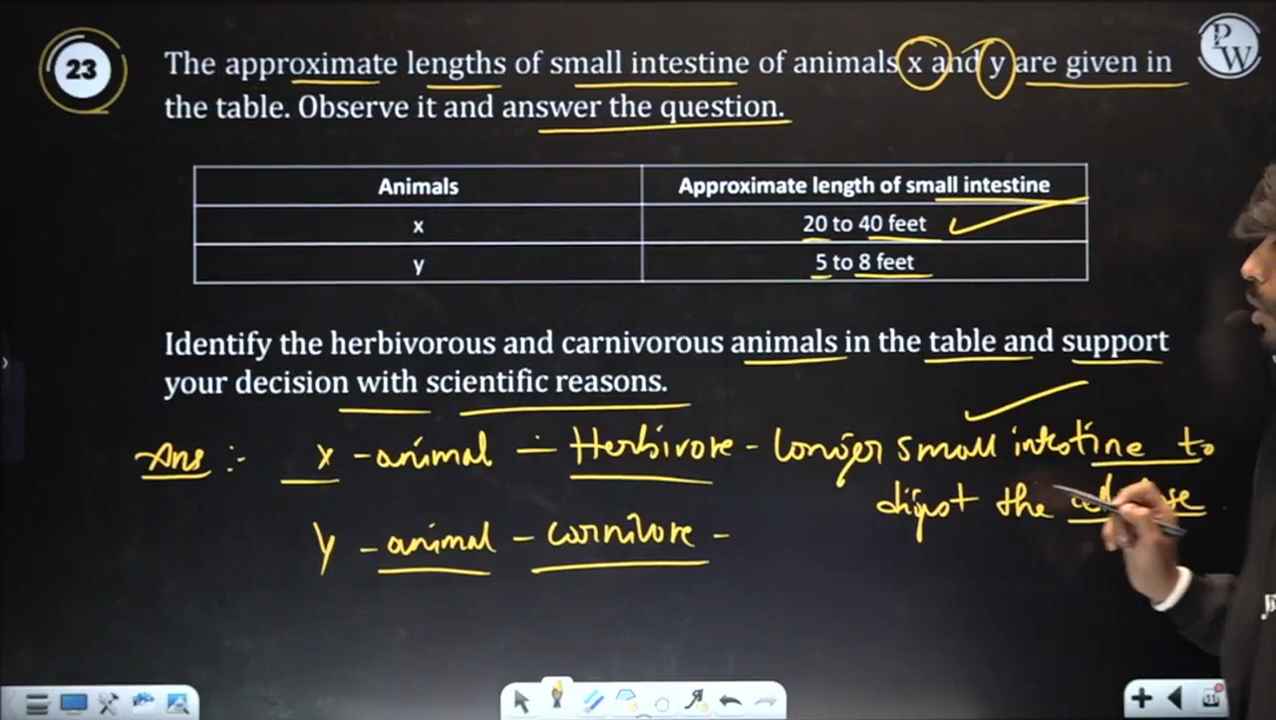 23
The approximate lengths of small intestine of animals x and y are given in
the table. Observe it and answer the question.
PW
Animals
Approximate length of small intestine
x
20 to 40 feet
y
5 to 8 feet
Identify the herbivorous and carnivorous animals in the table and support
your decision with scientific reasons.
Ans :- x - animal - Herbivore - longer small intestine to
digest the
y - animal - carnivore -